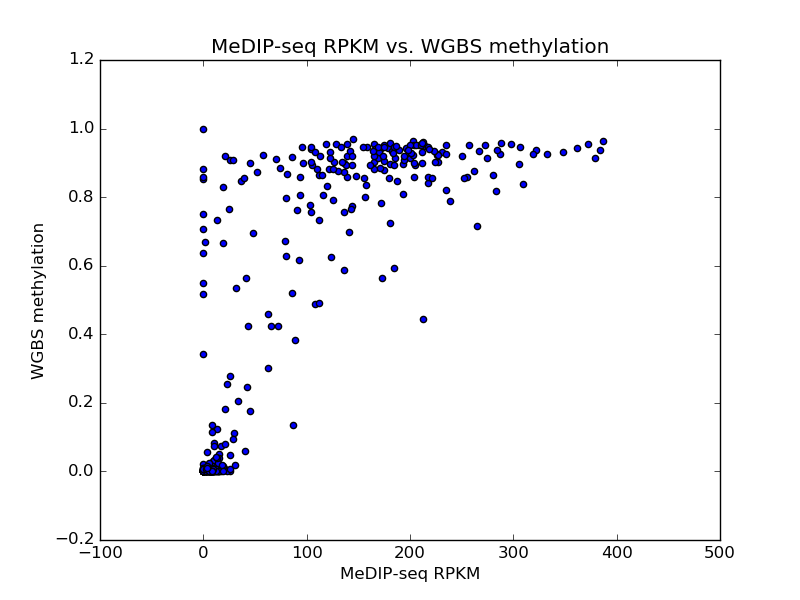 MeDIP-seq RPKM vs. WGBS methylation
1.2
1.0
0.8
0.6
0.4
0.2
0.0
−0.2
WGBS methylation
−100 0 100 200 300 400 500
MeDIP-seq RPKM